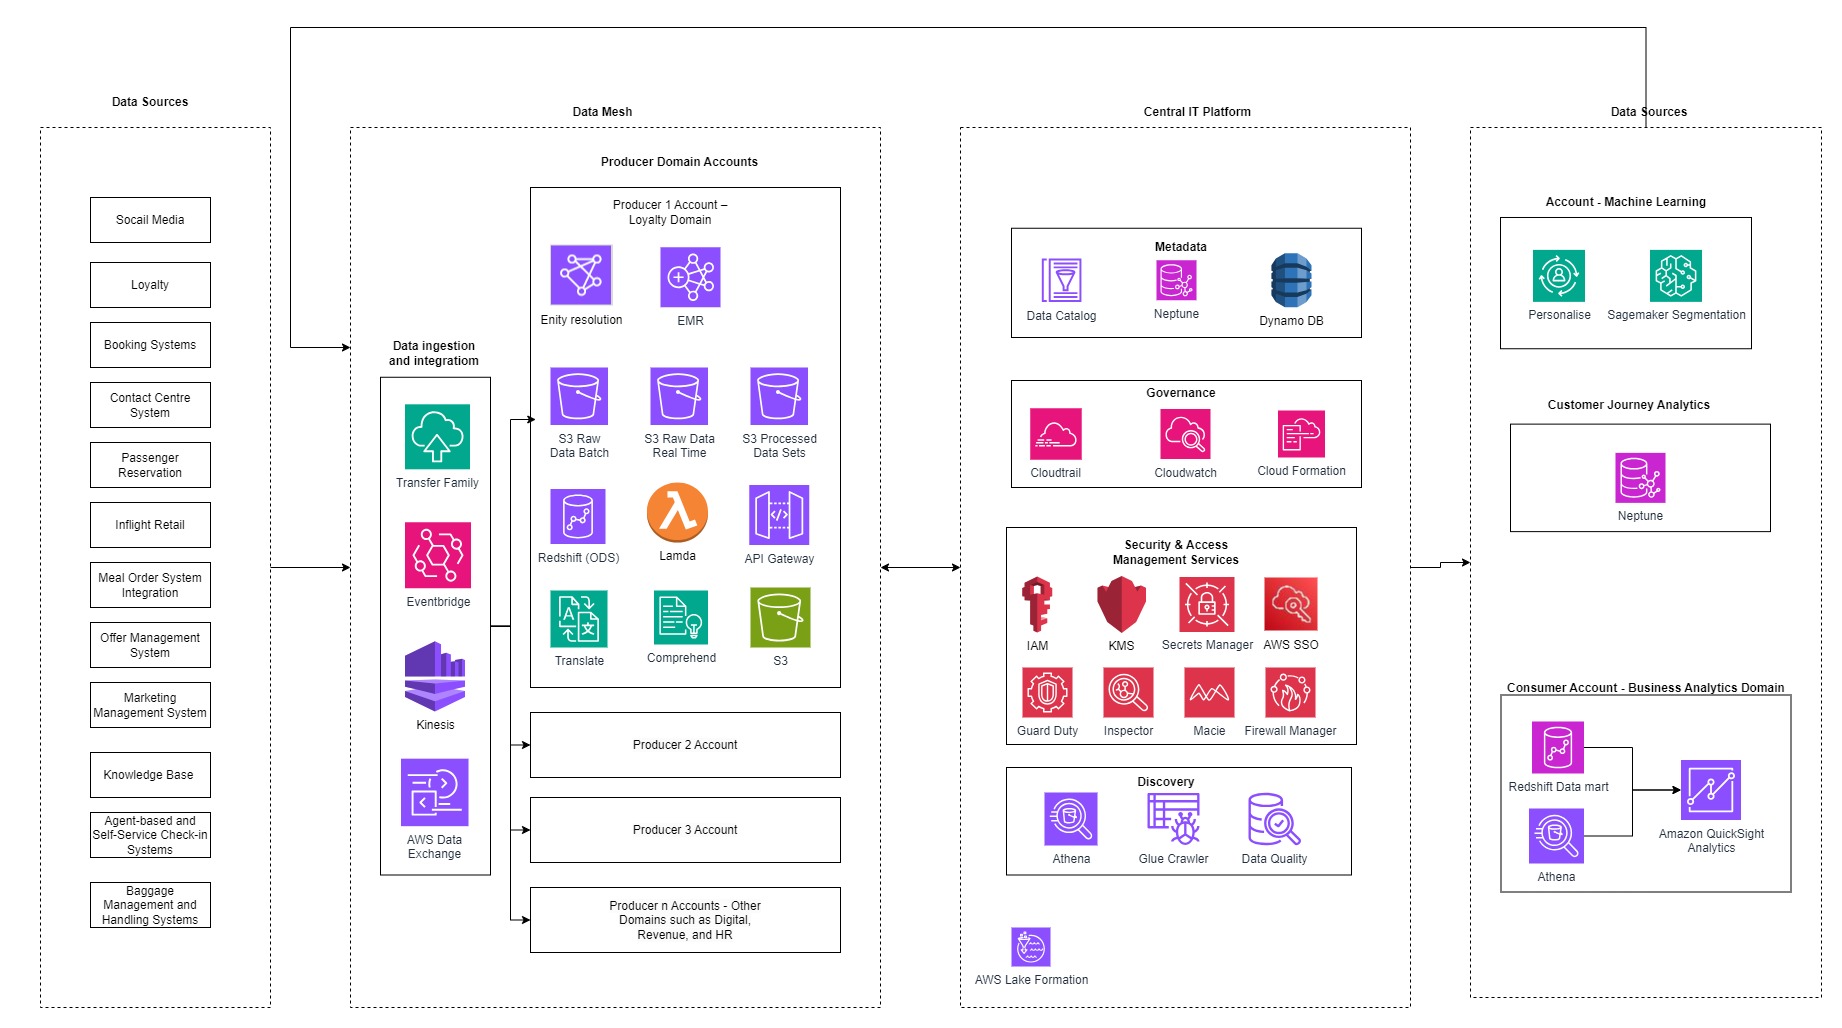 Data Sources
Socail Media
Loyalty
Booking Systems
Contact Centre
System
Passenger
Reservation
Inflight Retail
Meal Order System
Integration
Offer Management
System
Marketing
Management System
Knowledge Base
Agent-based and
Self-Service Check-in
Systems
Baggage
Management and
Handling Systems
Data Mesh
Data ingestion
and integratiom
Transfer Family
Eventbridge
Kinesis
AWS Data
Exchange
Producer Domain Accounts
Producer 1 Account –
Loyalty Domain
Enity resolution
EMR
S3 Raw
Data Batch
S3 Raw Data
Real Time
S3 Processed
Data Sets
Redshift (ODS)
Lamda
API Gateway
Translate
Comprehend
S3
Producer 2 Account
Producer 3 Account
Producer n Accounts - Other
Domains such as Digital,
Revenue, and HR
Central IT Platform
Metadata
Data Catalog
Neptune
Dynamo DB
Governance
Cloudtrail
Cloudwatch
Cloud Formation
Security & Access
Management Services
IAM
KMS
Secrets Manager
AWS SSO
Guard Duty
Inspector
Macie
Firewall Manager
Discovery
Athena
Glue Crawler
Data Quality
AWS Lake Formation
Data Sources
Account - Machine Learning
Personalise
Sagemaker Segmentation
Customer Journey Analytics
Neptune
Consumer Account - Business Analytics Domain
Redshift Data mart
Athena
Amazon QuickSight
Analytics